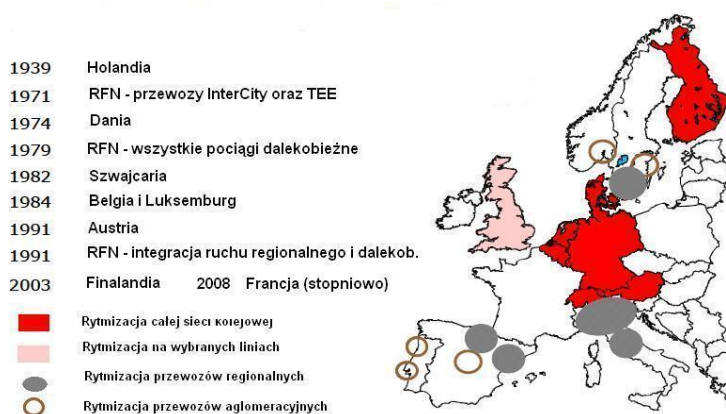 1939 Holandia
1971 RFN - przewozy InterCity oraz TEE
1974 Dania
1979 RFN - wszystkie pociągi dalekobieżne
1982 Szwajcaria
1984 Belgia i Luksemburg
1991 Austria
1991 RFN - integracja ruchu regionalnego i dalekob.
2003 Finalandia 2008 Francja (stopniowo)
Rytmizacja całej sieci kolejowej
Rytmizacja na wybranych liniach
Rytmizacja przewozów regionalnych
Rytmizacja przewozów aglomeracyjnych